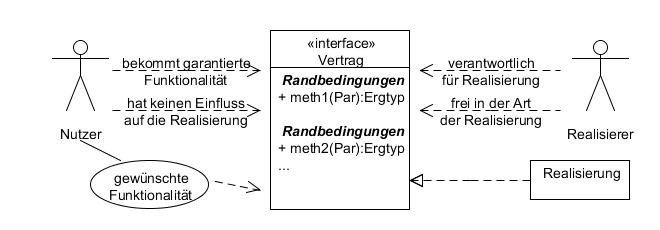 «interface»
Vertrag
bekommt garantierte
Funktionalität
hat keinen Einfluss
auf die Realisierung
Nutzer
gewünschte
Funktionalität
Randbedingungen
+ meth1(Par):Ergtyp
Randbedingungen
+ meth2(Par):Ergtyp
...
verantwortlich
für Realisierung
frei in der Art
der Realisierung
Realisierer
Realisierung